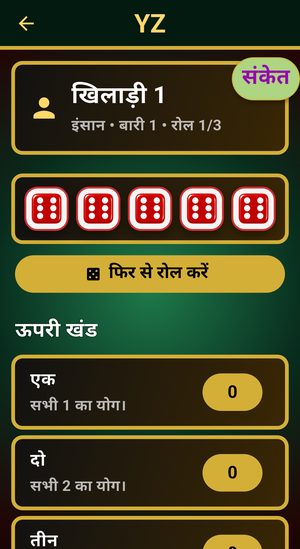 YZ
संकेत
खिलाड़ी 1
इंसान • बारी 1 • रोल 1/3
फिर से रोल करें
ऊपरी खंड
एक
सभी 1 का योग।
0
दो
सभी 2 का योग।
0
तीन